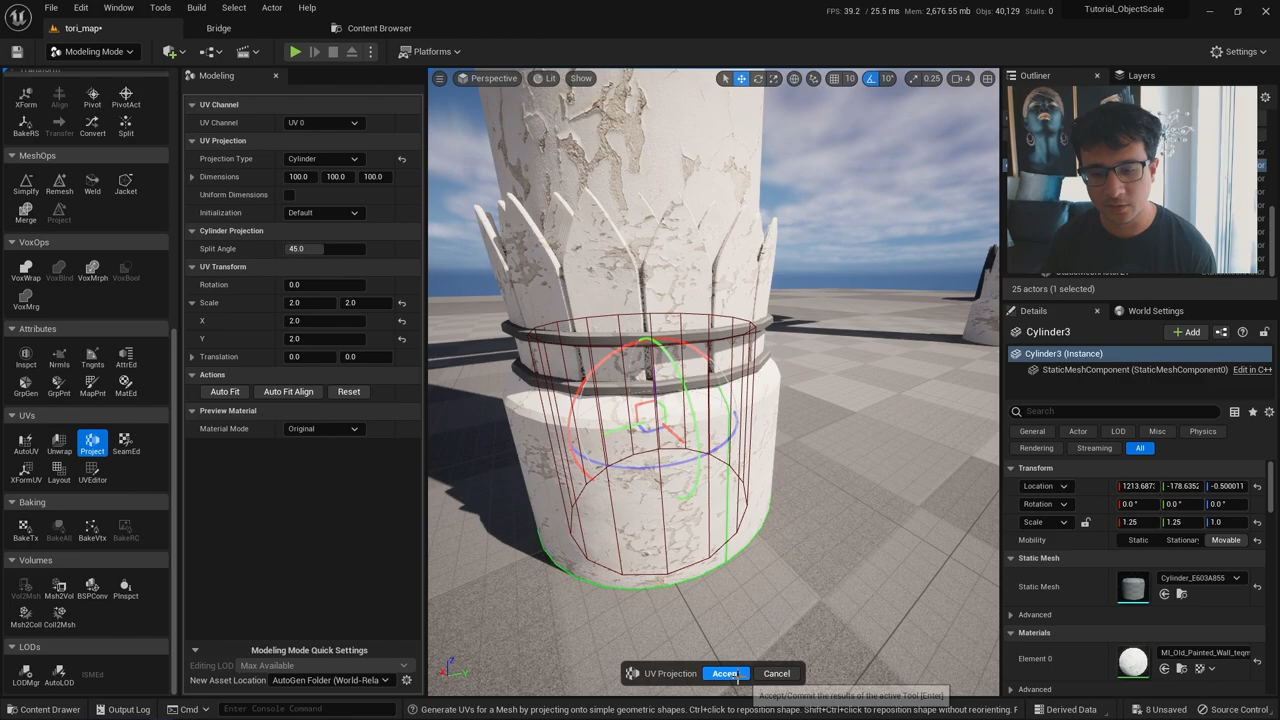 File Edit Window Tools Build Select Actor Help
FPS: 39.2 / 25.5 ms Mem: 2,676.55 mb Objs: 40,129 Stalls: 0
Tutorial_ObjectScale
tori_map•
Bridge
Content Browser
Modeling Mode
Platforms
Settings
XForm Align Pivot PivotAct
BakeRS Transfer Convert Split
MeshOps
Simplfy Remesh Weld Jacket
Merge Project
VoxOps
VoxWrap VoxBlnd VoxMrph VoxBool
VoxMrg
Attributes
Inspct Nrmls Tngnts AttrEd
GrpGen GrpPnt MapPnt MatEd
UVs
AutoUV Unwrap Project SeamEd
XFormUV Layout UVEditor
Baking
BakeTx BakeAll BakeVtx BakeRC
Volumes
Vol2Msh Msh2Vol BSPConv PInspct
Msh2Coll Coll2Msh
LODs
LODMgr AutoLOD ISMEd
Modeling
UV Channel
UV Channel UV 0
UV Projection
Projection Type Cylinder
Dimensions 100.0 100.0 100.0
Uniform Dimensions
Initialization Default
Cylinder Projection
Split Angle 45.0
UV Transform
Rotation 0.0
Scale 2.0 2.0
X 2.0
Y 2.0
Translation 0.0 0.0
Actions
Auto Fit Auto Fit Align Reset
Preview Material
Material Mode Original
Modeling Mode Quick Settings
Editing LOD Max Available
New Asset Location AutoGen Folder (World-Rela
Perspective Lit Show
10 10° 0.25 4
UV Projection Accept Cancel
Accept/Commit the results of the active Tool [Enter]
Outliner
Layers
25 actors (1 selected)
Details
World Settings
Cylinder3
Add
Cylinder3 (Instance)
StaticMeshComponent (StaticMeshComponent0) Edit in C++
Search
General Actor LOD Misc Physics
Rendering Streaming All
Transform
Location 1213.687 -178.635 -0.500011
Rotation 0.0 ° 0.0 ° 0.0 °
Scale 1.25 1.25 1.0
Mobility Static Stationary Movable
Static Mesh
Static Mesh Cylinder_E603A855
Advanced
Materials
Element 0 MI_Old_Painted_Wall_teqm
Advanced
Content Drawer Output Log Cmd Enter Console Command
Generate UVs for a Mesh by projecting onto simple geometric shapes. Ctrl+click to reposition shape. Shift+Ctrl+click to reposition shape without reorienting. F
Derived Data 8 Unsaved Source Control